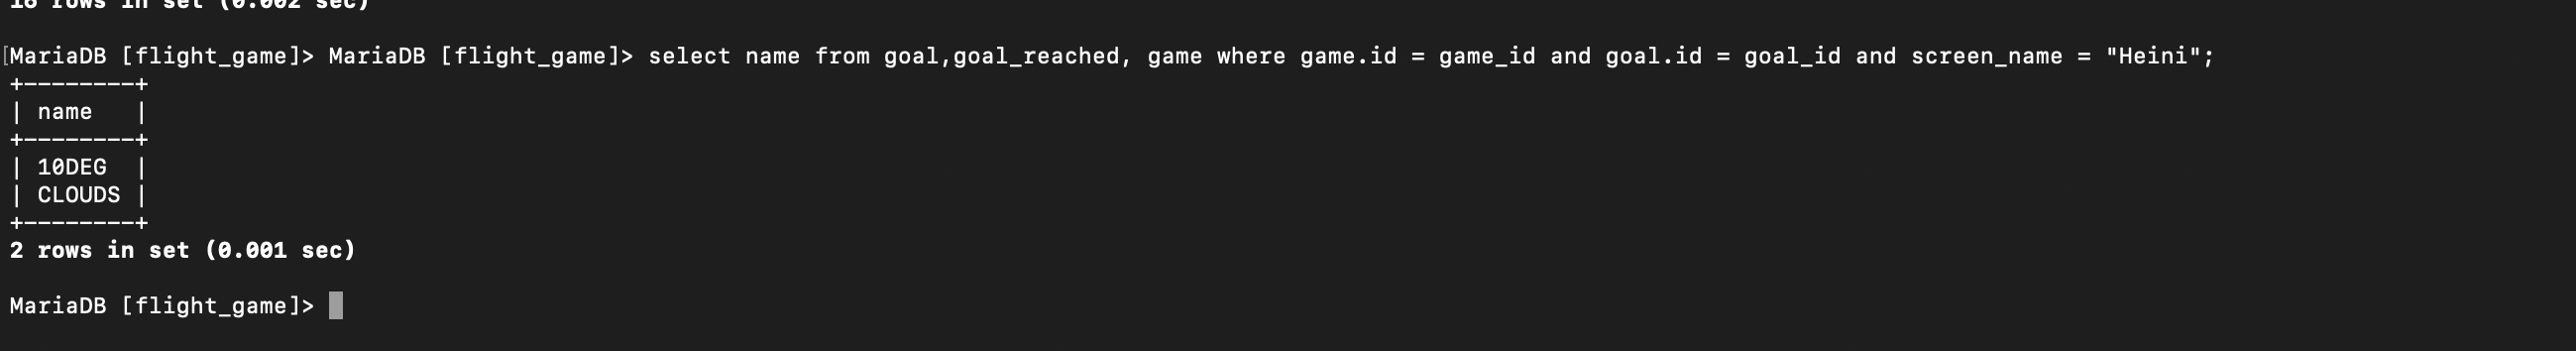 18 rows in set (0.002 sec)
[MariaDB [flight_game]> MariaDB [flight_game]> select name from goal,goal_reached, game where game.id = game_id and goal.id = goal_id and screen_name = "Heini";
+--------+
| name   |
+--------+
| 10DEG  |
| CLOUDS |
+--------+
2 rows in set (0.001 sec)
MariaDB [flight_game]>